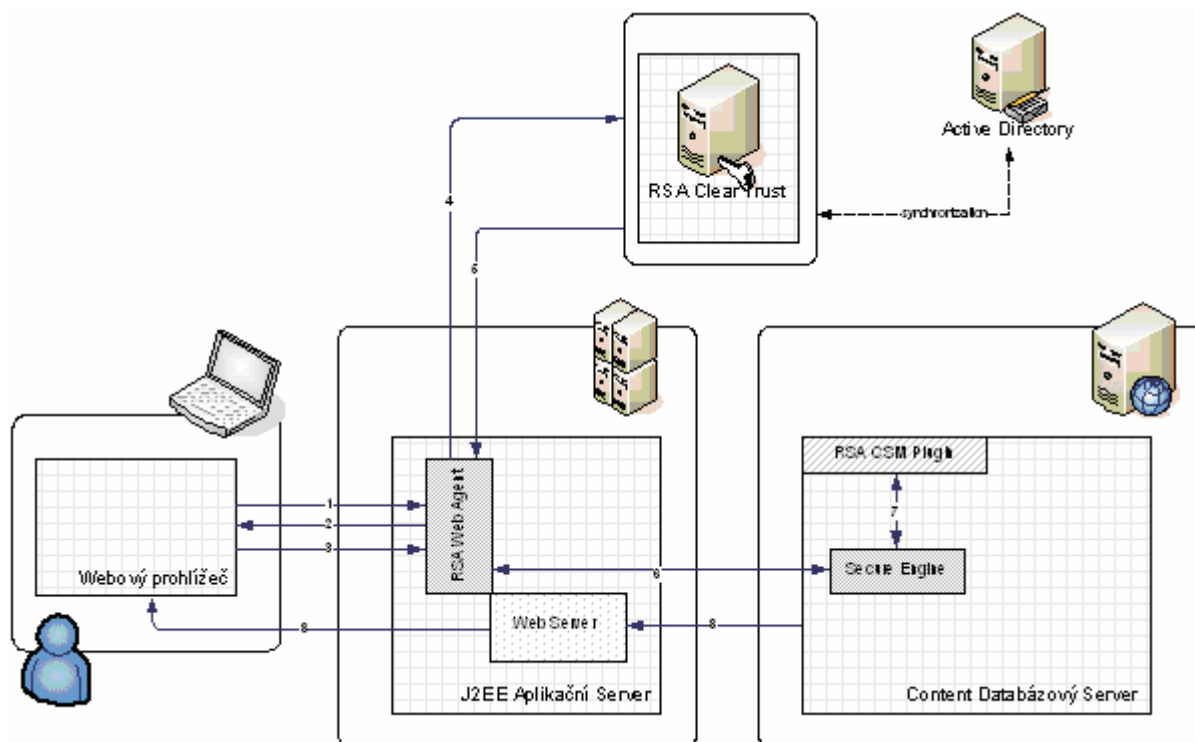 Active Directory
RSA Clear Trust
synchronization
4
5
RSA CSM Plugin
7
1
2
3
RSA Web Agent
Webový prohlížeč
6
Secure Engine
8
Web Server
8
J2EE Aplikační Server
Content Databázový Server